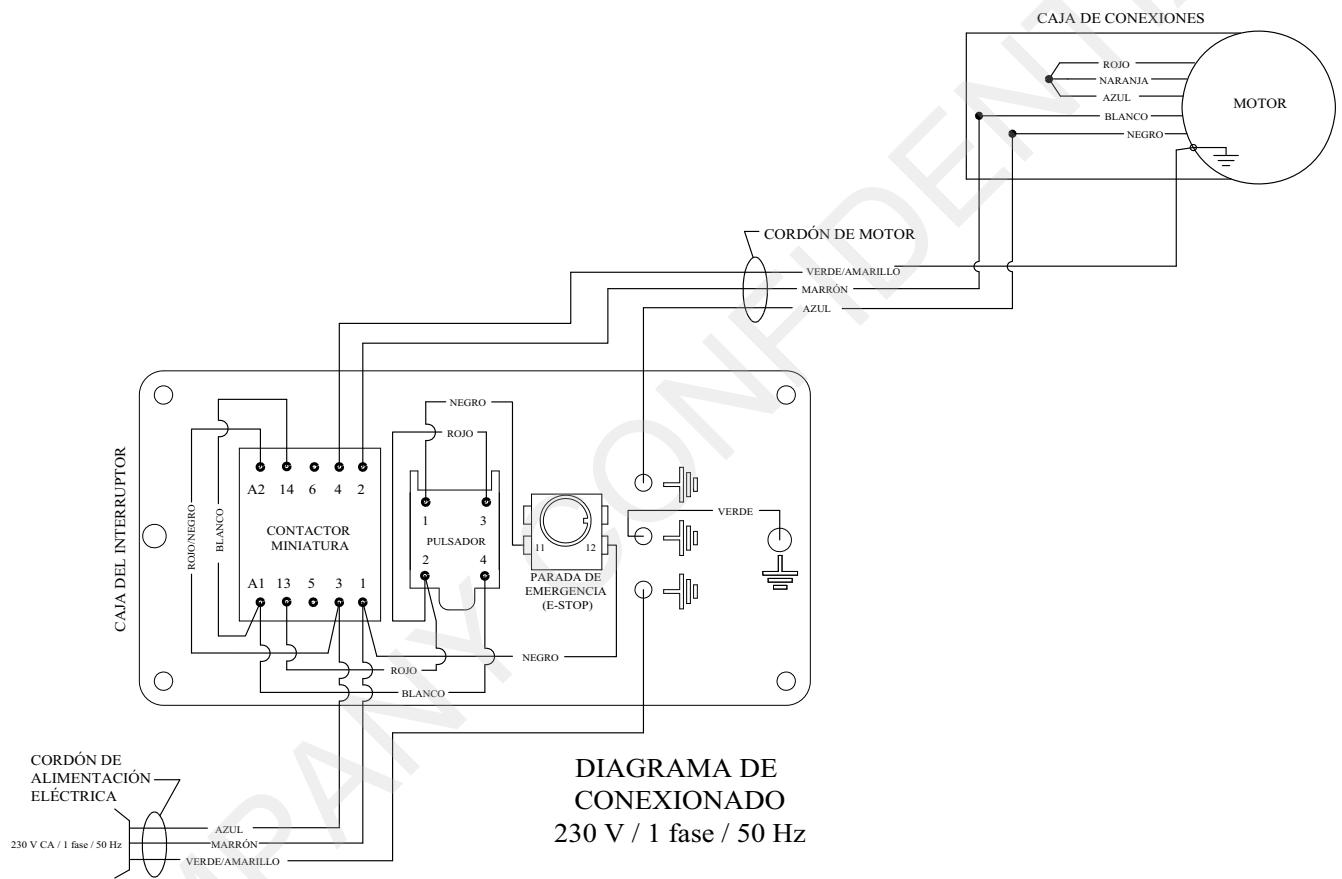 CAJA DE CONEXIONES
ROJO
NARANJA
AZUL
BLANCO
NEGRO
MOTOR
CORDÓN DE MOTOR
VERDE/AMARILLO
MARRÓN
AZUL
CAJA DEL INTERRUPTOR
ROJO/NEGRO
BLANCO
A2 14 6 4 2
CONTACTOR
MINIATURA
A1 13 5 3 1
NEGRO
ROJO
1 3
PULSADOR
2 4
11 12
PARADA DE
EMERGENCIA
(E-STOP)
VERDE
NEGRO
ROJO
BLANCO
CORDÓN DE
ALIMENTACIÓN
ELÉCTRICA
230 V CA / 1 fase / 50 Hz
AZUL
MARRÓN
VERDE/AMARILLO
DIAGRAMA DE
CONEXIONADO
230 V / 1 fase / 50 Hz
MPANY CONFIDENTI